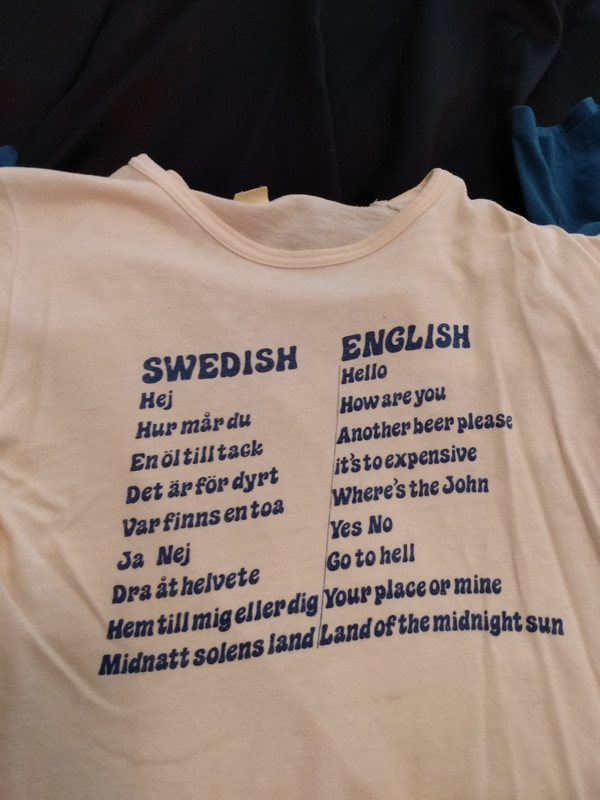 SWEDISH ENGLISH
Hej Hello
Hur mår du How are you
En öl till tack Another beer please
Det är för dyrt it's to expensive
Var finns en toa Where's the John
Ja Nej Yes No
Dra åt helvete Go to hell
Hem till mig eller dig Your place or mine
Midnatt solens land Land of the midnight sun